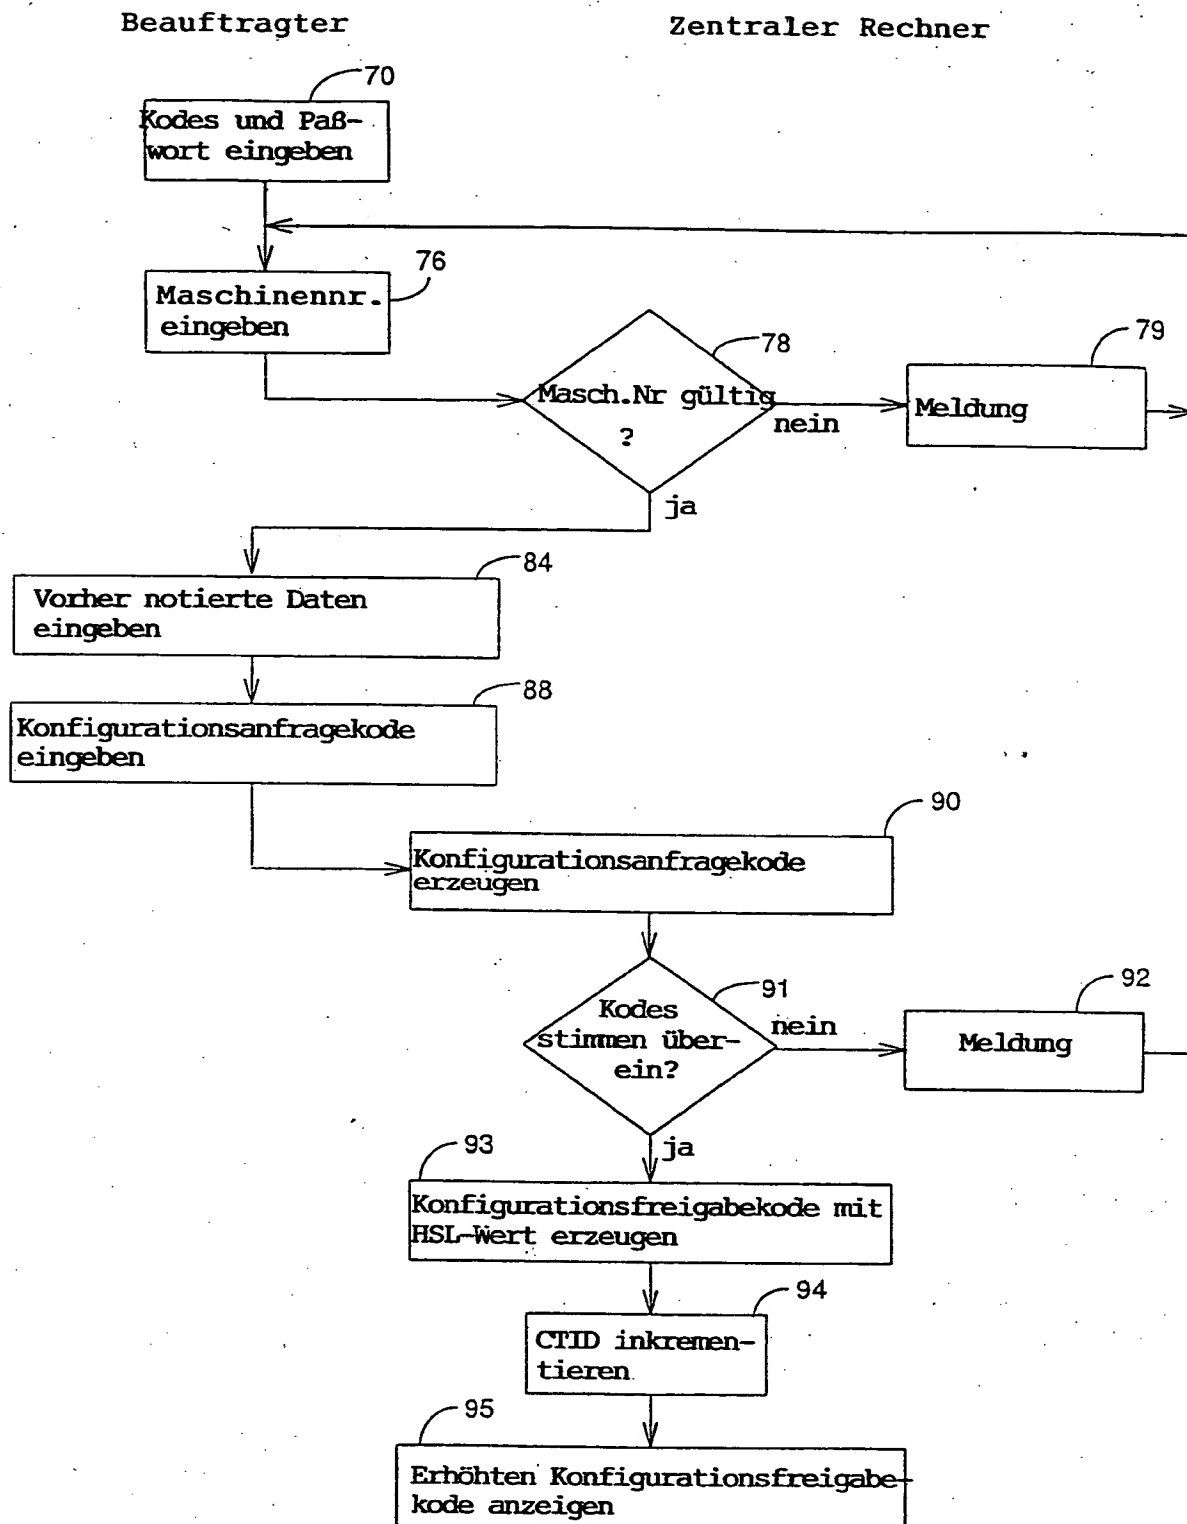 Beauftragter
Zentraler Rechner
70
Kodes und Paß-
wort eingeben
76
Maschinennr.
eingeben
78
Masch.Nr gültig
?
nein
79
Meldung
ja
84
Vorher notierte Daten
eingeben
88
Konfigurationsanfragekode
eingeben
90
Konfigurationsanfragekode
erzeugen
91
Kodes
stimmen über-
ein?
nein
92
Meldung
ja
93
Konfigurationsfreigabekode mit
HSL-Wert erzeugen
94
CTID inkremen-
tieren
95
Erhöhten Konfigurationsfreigabe-
kode anzeigen